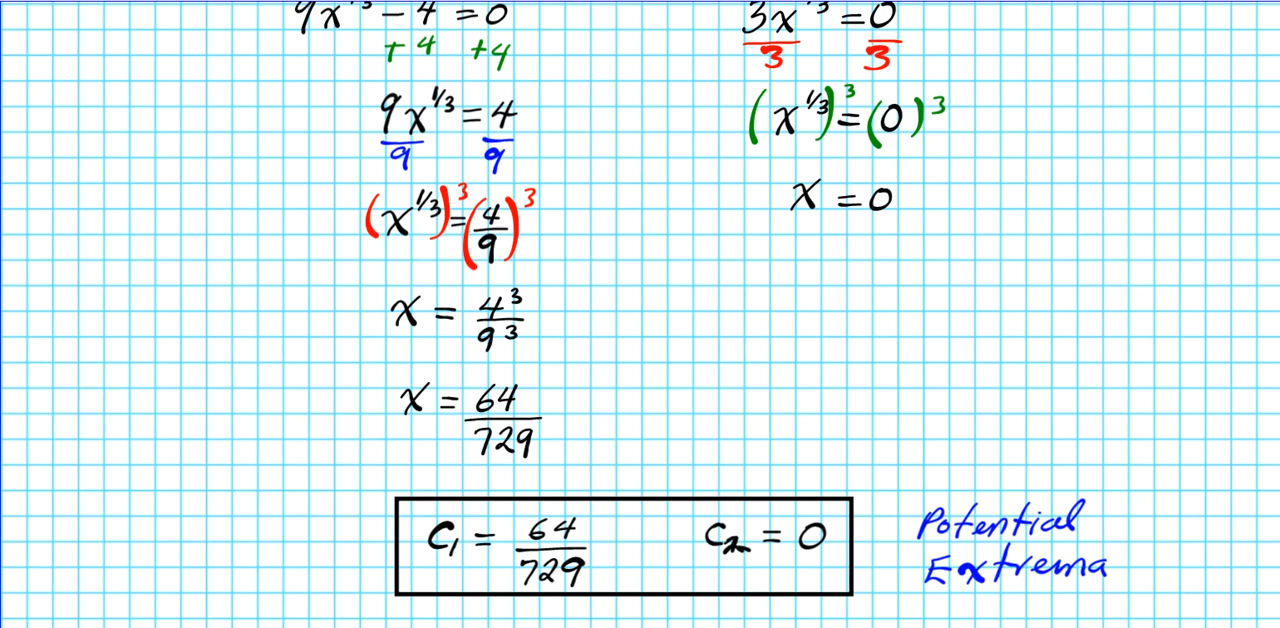 9x^1/3 - 4 = 0
+4 +4
9x^1/3 = 4
9 9
(x^1/3)^3 = (4/9)^3
x = 4^3/9^3
x = 64/729
3x^1/3 = 0
3 3
(x^1/3)^3 = (0)^3
x = 0
C₁ = 64/729 C₂ = 0
Potential
Extrema